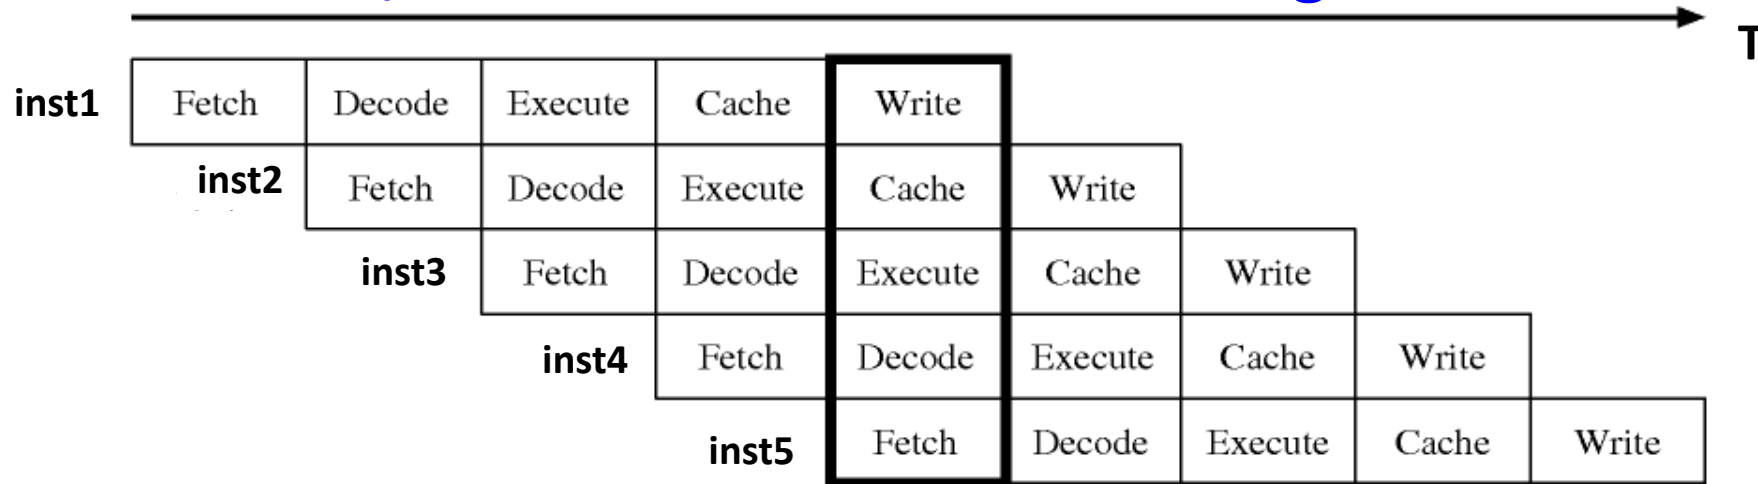 T
inst1 Fetch Decode Execute Cache Write
inst2 Fetch Decode Execute Cache Write
inst3 Fetch Decode Execute Cache Write
inst4 Fetch Decode Execute Cache Write
inst5 Fetch Decode Execute Cache Write